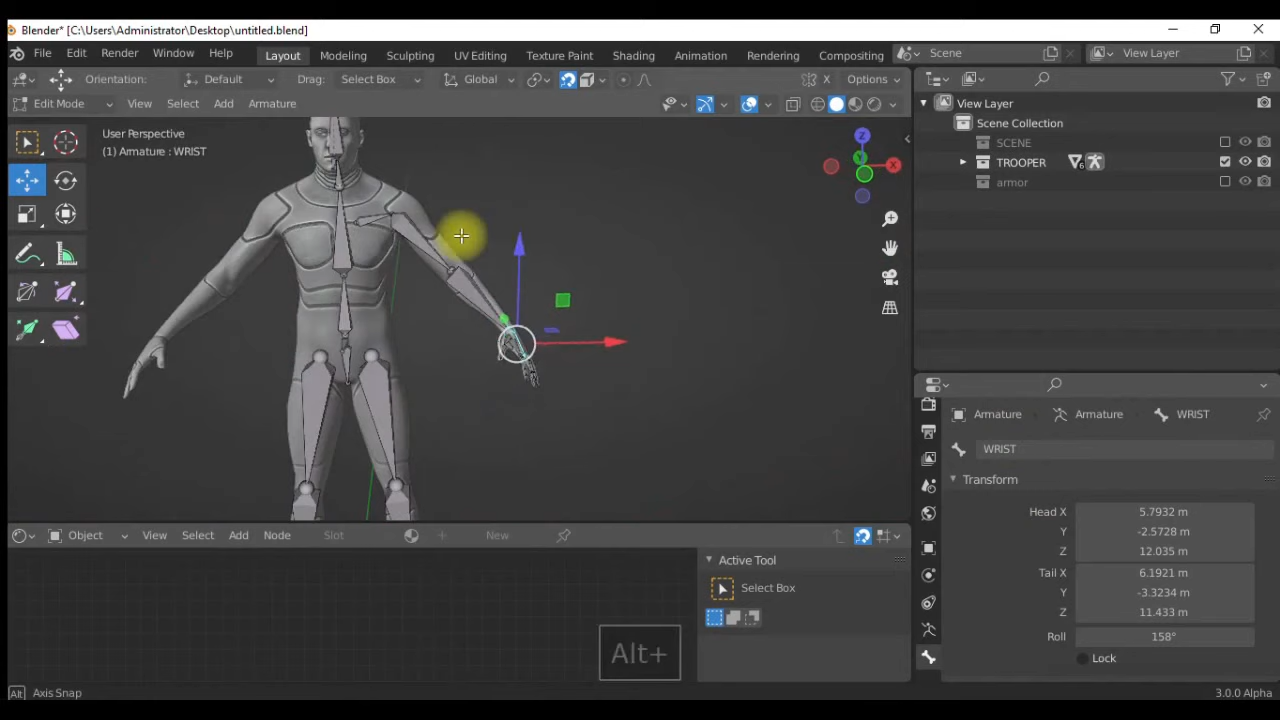 Blender* [C:\Users\Administrator\Desktop\untitled.blend]
File Edit Render Window Help Layout Modeling Sculpting UV Editing Texture Paint Shading Animation Rendering Compositing Scene View Layer
Orientation: Default Drag: Select Box Global X Options
Edit Mode View Select Add Armature
View Layer
Scene Collection
SCENE
TROOPER 6
armor
User Perspective
(1) Armature : WRIST
Z
Y
X
Armature Armature WRIST
WRIST
Transform
Head X 5.7932 m
Y -2.5728 m
Z 12.035 m
Tail X 6.1921 m
Y -3.3234 m
Z 11.433 m
Roll 158°
Lock
Object View Select Add Node Slot New
Active Tool
Select Box
Alt+
Alt Axis Snap
3.0.0 Alpha